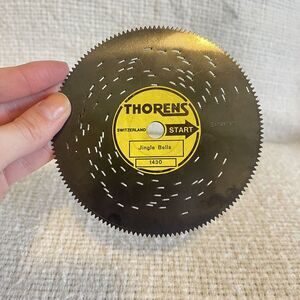 THORENS
SWITZERLAND START
Jingle Bells
1430